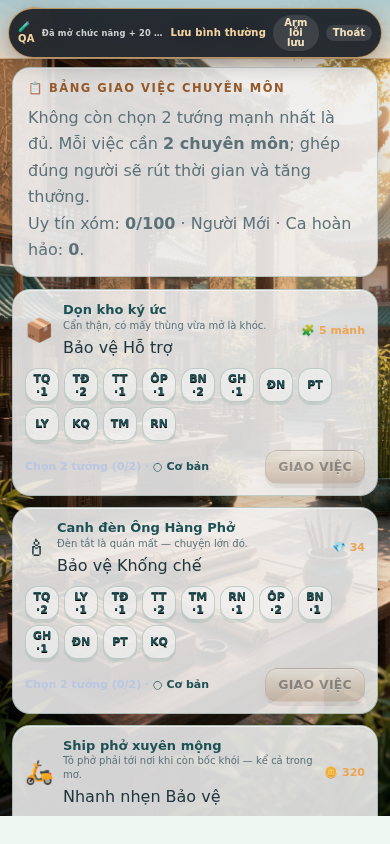 QA
Đã mở chức năng + 20 ...
Lưu bình thường
Arm lỗi lưu
Thoát
BẢNG GIAO VIỆC CHUYÊN MÔN
Không còn chọn 2 tướng mạnh nhất là
đủ. Mỗi việc cần 2 chuyên môn; ghép
đúng người sẽ rút thời gian và tăng
thưởng.
Uy tín xóm: 0/100 · Người Mới · Ca hoàn
hảo: 0.
Dọn kho ký ức
Cẩn thận, có mấy thùng vừa mở là khóc.
5 mảnh
Bảo vệ Hỗ trợ
TQ ·1 TĐ ·2 TT ·1 ÔP ·1 BN ·2 GH ·1 ĐN PT
LY KQ TM RN
Chọn 2 tướng (0/2) · ○ Cơ bản
GIAO VIỆC
Canh đèn Ông Hàng Phở
Đèn tắt là quán mất — chuyện lớn đó.
34
Bảo vệ Khống chế
TQ ·2 LY ·1 TĐ ·1 TT ·2 TM ·1 RN ·1 ÔP ·2 BN ·1
GH ·1 ĐN PT KQ
Chọn 2 tướng (0/2) · ○ Cơ bản
GIAO VIỆC
Ship phở xuyên mộng
Tô phở phải tới nơi khi còn bốc khói — kể cả trong
mơ.
320
Nhanh nhẹn Bảo vệ